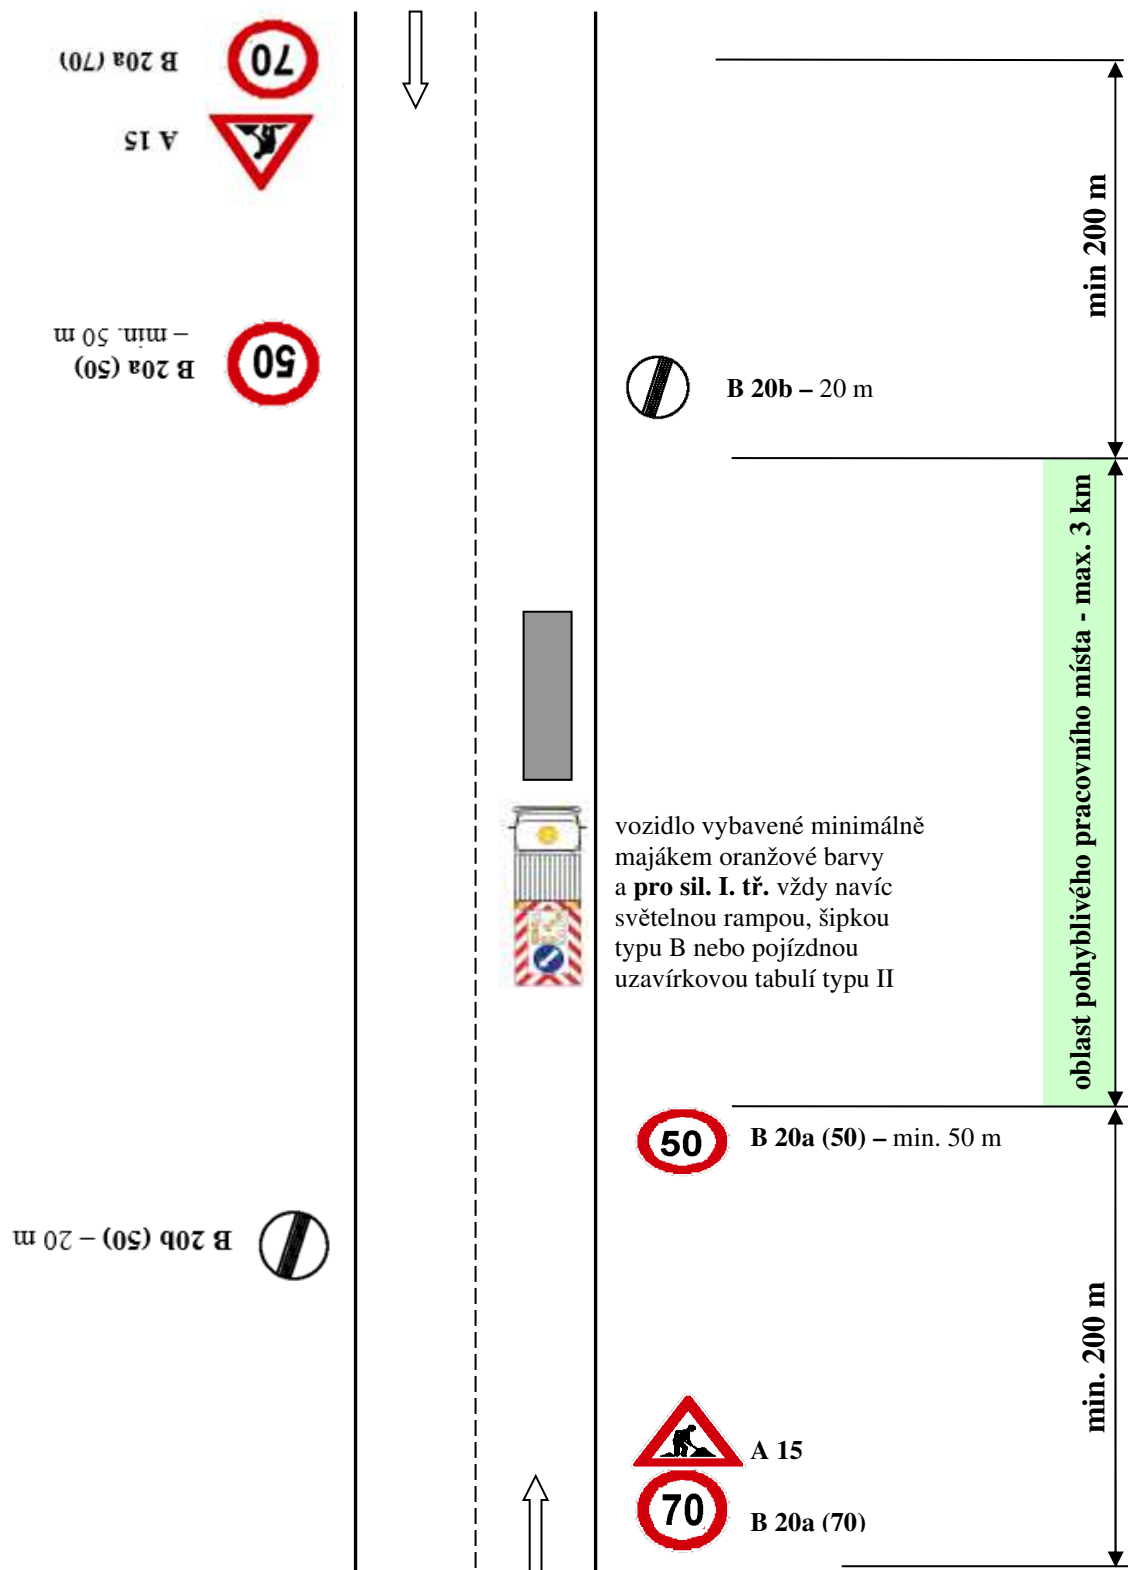 B 20a (70)
70
A 15
min 200 m
B 20a (50)
– min. 50 m
50
B 20b – 20 m
oblast pohyblivého pracovního místa - max. 3 km
vozidlo vybavené minimálně
majákem oranžové barvy
a pro sil. I. tř. vždy navíc
světelnou rampou, šipkou
typu B nebo pojízdnou
uzavírkovou tabulí typu II
50
B 20a (50) – min. 50 m
B 20b (50) – 20 m
min. 200 m
A 15
70
B 20a (70)